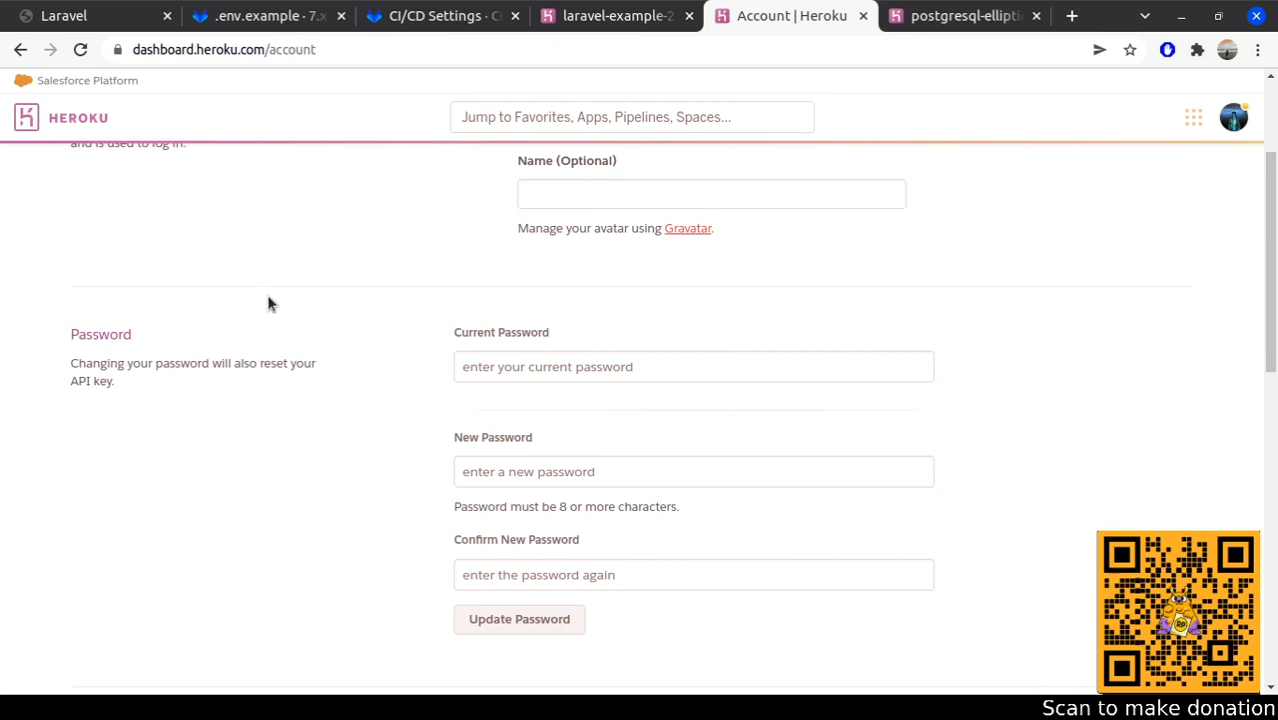 Laravel
.env.example · 7.x
CI/CD Settings · C
laravel-example-2
Account | Heroku
postgresql-ellipti
dashboard.heroku.com/account
Salesforce Platform
HEROKU
Jump to Favorites, Apps, Pipelines, Spaces...
and is used to log in.
Name (Optional)
Manage your avatar using Gravatar.
Password
Changing your password will also reset your
API key.
Current Password
enter your current password
New Password
enter a new password
Password must be 8 or more characters.
Confirm New Password
enter the password again
Update Password
Scan to make donation